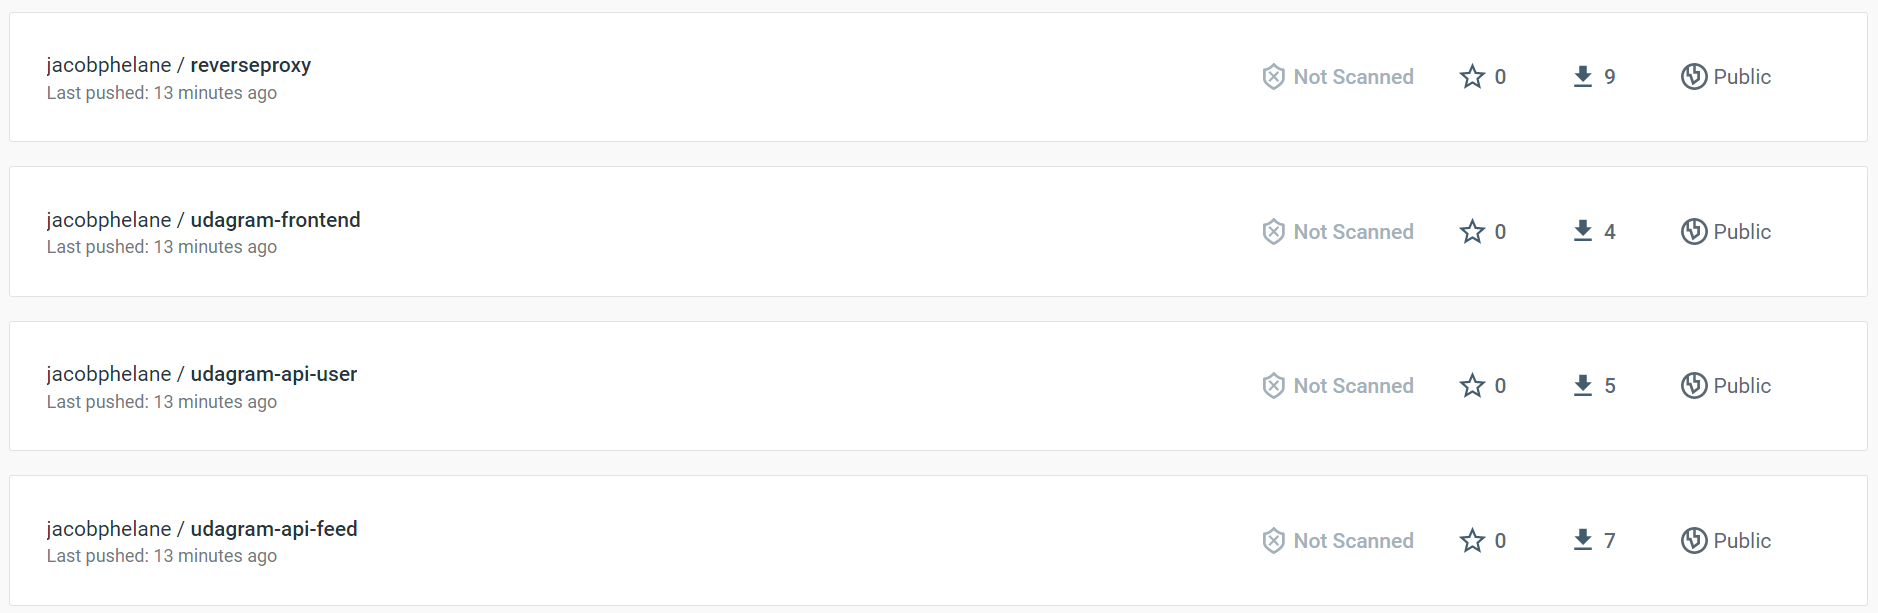 jacobphelane / reverseproxy
Last pushed: 13 minutes ago
Not Scanned 0 9 Public
jacobphelane / udagram-frontend
Last pushed: 13 minutes ago
Not Scanned 0 4 Public
jacobphelane / udagram-api-user
Last pushed: 13 minutes ago
Not Scanned 0 5 Public
jacobphelane / udagram-api-feed
Last pushed: 13 minutes ago
Not Scanned 0 7 Public